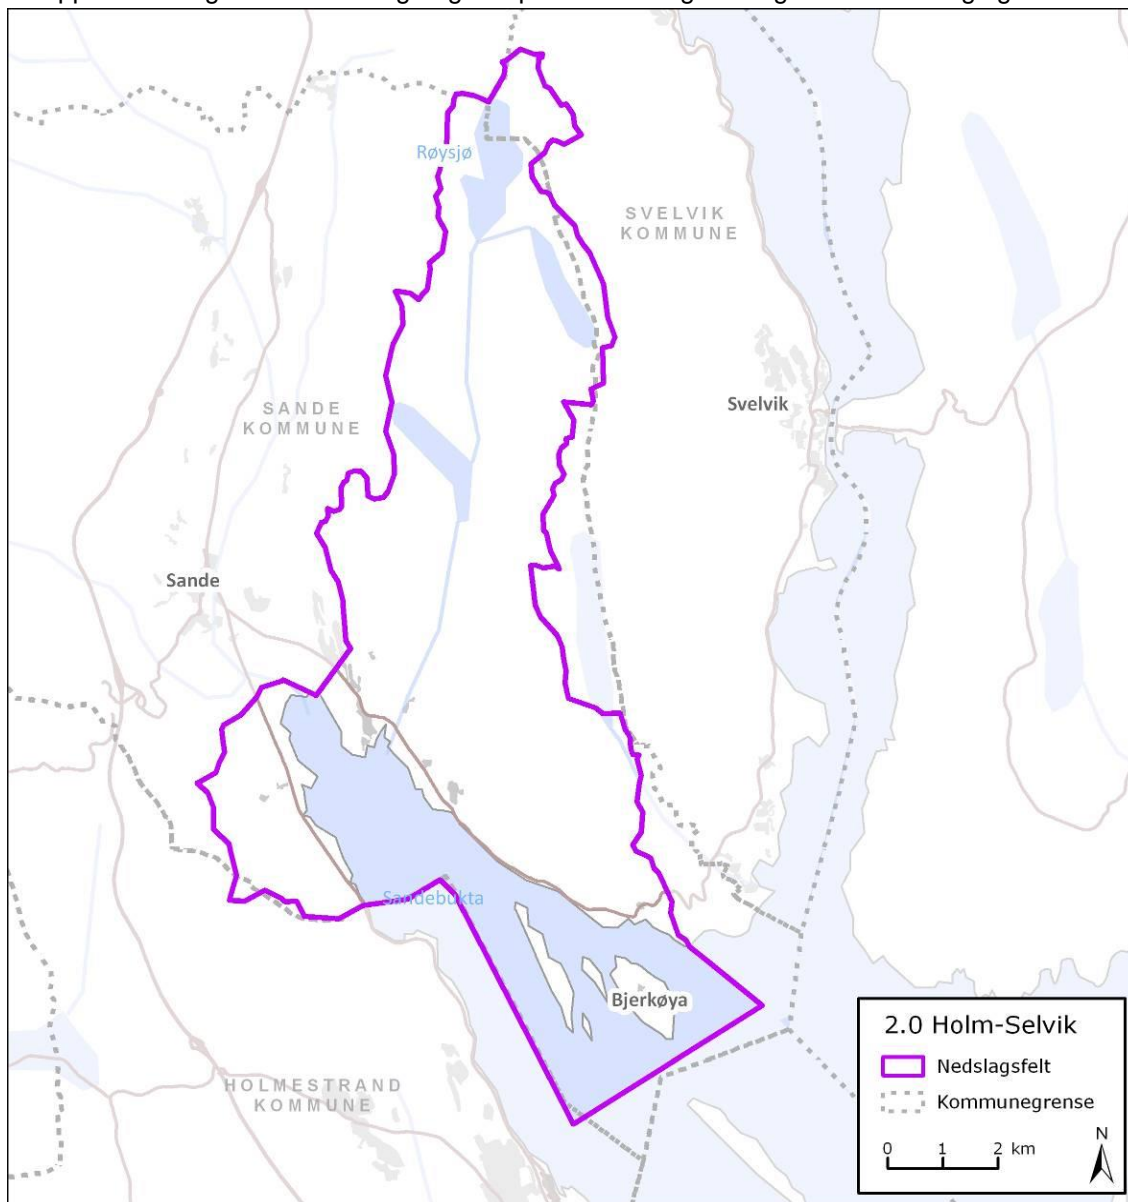 Røysjø
SVELVIK
KOMMUNE
SANDE
KOMMUNE
Svelvik
Sande
Sandebukta
Bjerkøya
HOLMESTRAND
KOMMUNE
2.0 Holm-Selvik
Nedslagsfelt
Kommunegrense
0 1 2 km
N